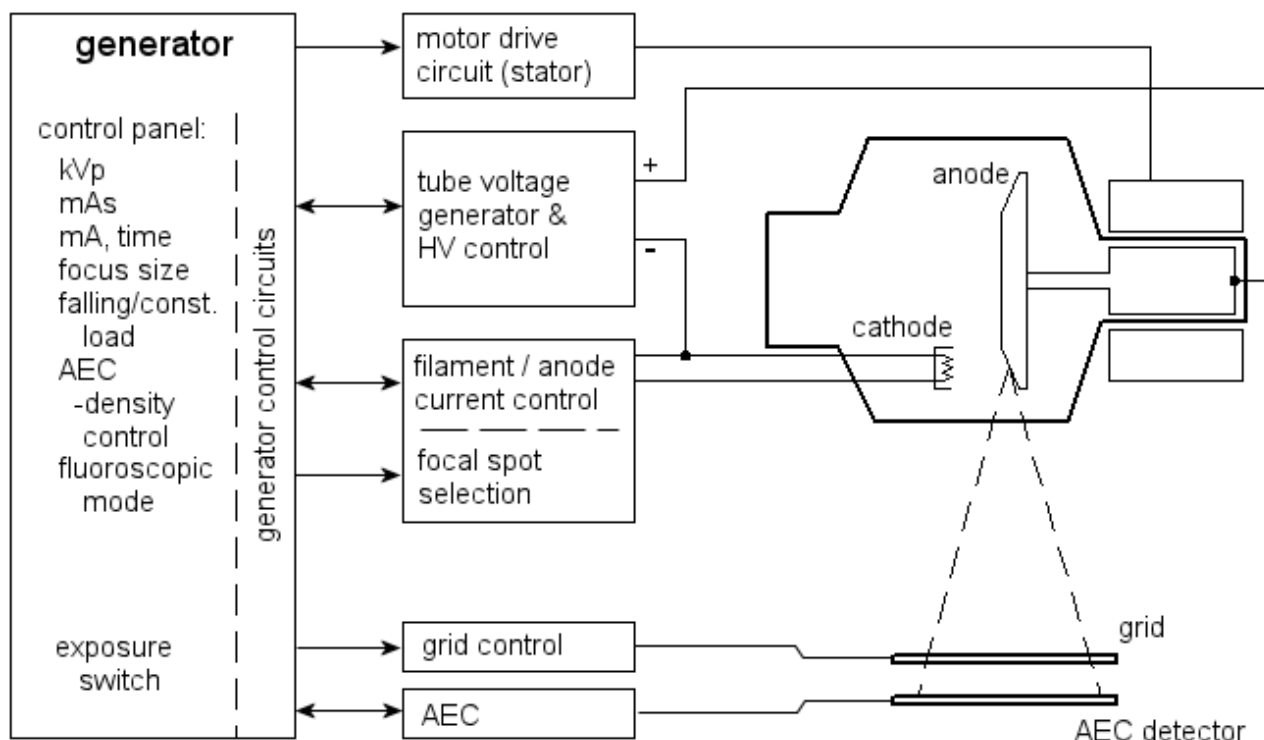 generator
control panel:
kVp
mAs
mA, time
focus size
falling/const.
load
AEC
-density
control
fluoroscopic
mode
exposure
switch
generator control circuits
motor drive
circuit (stator)
tube voltage
generator &
HV control
+
-
filament / anode
current control
focal spot
selection
grid control
AEC
anode
cathode
grid
AEC detector